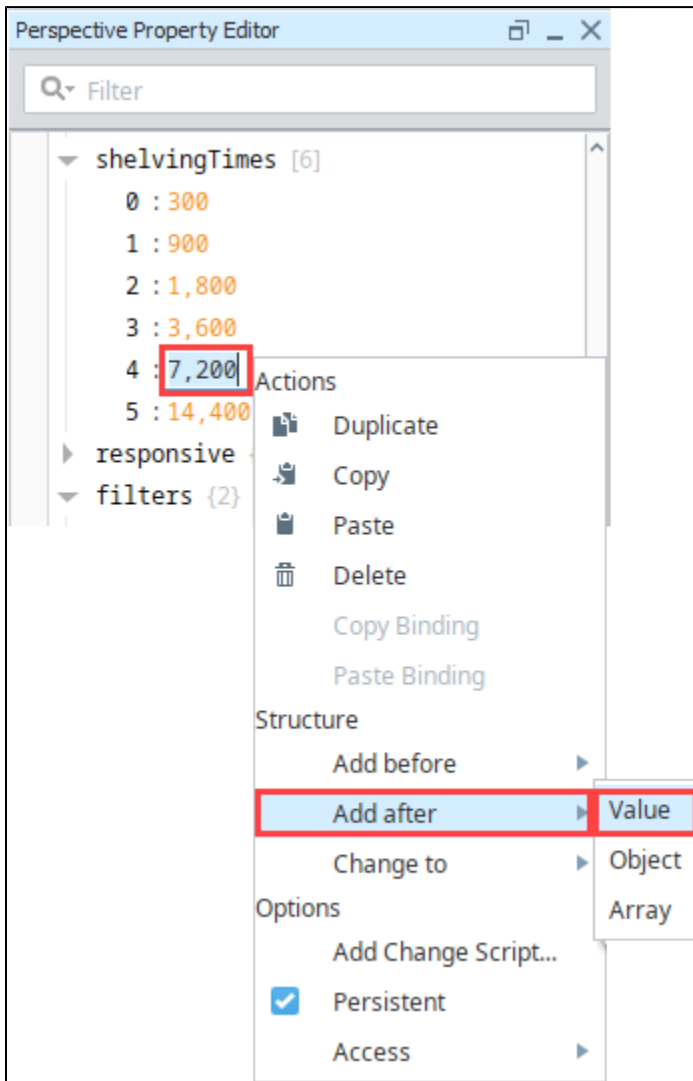 Perspective Property Editor
Filter
shelvingTimes [6]
0 : 300
1 : 900
2 : 1,800
3 : 3,600
4 : 7,200
5 : 14,400
responsive
filters {2}
Actions
Duplicate
Copy
Paste
Delete
Copy Binding
Paste Binding
Structure
Add before
Add after
Value
Change to
Object
Array
Options
Add Change Script...
Persistent
Access